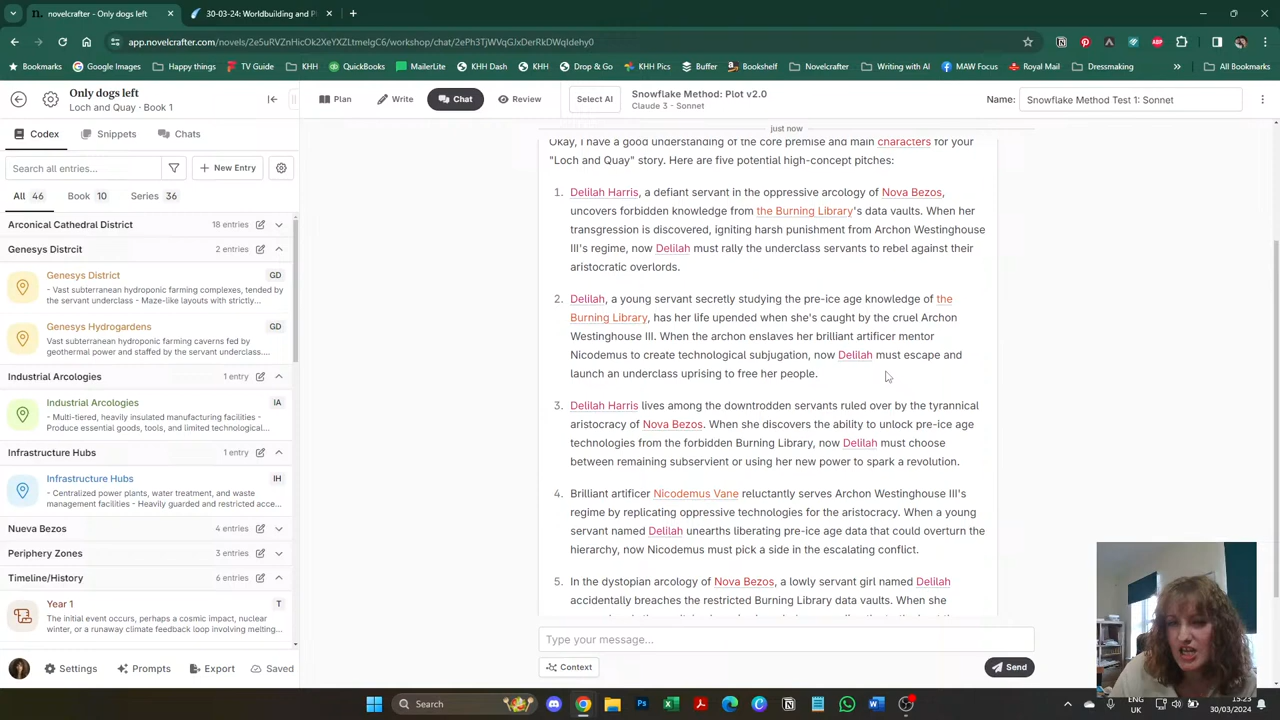 novelcrafter - Only dogs left
30-03-24: Worldbuilding and Pl
app.novelcrafter.com/novels/2e5uRVZnHicOk2XeYXZLtmeIgC6/workshop/chat/2ePh3TjWVqGJxDerRkDWqIdehy0
Bookmarks Google Images Happy things TV Guide KHH QuickBooks MailerLite KHH Dash KHH Drop & Go KHH Pics Buffer Bookshelf Novelcrafter Writing with AI MAW Focus All Bookmarks
Only dogs left
Loch and Quay - Book 1
Plan Write Chat Review
Select AI
Snowflake Method: Plot v2.0
Claude 3 - Sonnet
Name: Snowflake Method Test 1: Sonnet
Codex Snippets Chats
Search all entries...
New Entry
All 46 Book 10 Series 36
Arconical Cathedral District 18 entries
Genesys Distrcit 2 entries
Genesys District GD
- Vast subterranean hydroponic farming complexes, tended by
the servant underclass - Maze-like layouts with strictly...
Genesys Hydrogardens GD
Vast subterranean hydroponic farming caverns fed by
geothermal power and staffed by the servant underclass....
Industrial Arcologies 1 entry
Industrial Arcologies IA
- Multi-tiered, heavily insulated manufacturing facilities -
Produce essential goods, tools, and limited technological...
Infrastructure Hubs 1 entry
Infrastructure Hubs IH
- Centralized power plants, water treatment, and waste
management facilities - Heavily guarded and restricted acce...
Nueva Bezos 4 entries
Periphery Zones 3 entries
Timeline/History 6 entries
Year 1 T
The initial event occurs, perhaps a cosmic impact, nuclear
winter, or a runaway climate feedback loop involving melting...
Settings Prompts Export Saved
just now
Okay, I have a good understanding of the core premise and main characters for your
"Loch and Quay" story. Here are five potential high-concept pitches:
1. Delilah Harris, a defiant servant in the oppressive arcology of Nova Bezos,
uncovers forbidden knowledge from the Burning Library's data vaults. When her
transgression is discovered, igniting harsh punishment from Archon Westinghouse
III's regime, now Delilah must rally the underclass servants to rebel against their
aristocratic overlords.
2. Delilah, a young servant secretly studying the pre-ice age knowledge of the
Burning Library, has her life upended when she's caught by the cruel Archon
Westinghouse III. When the archon enslaves her brilliant artificer mentor
Nicodemus to create technological subjugation, now Delilah must escape and
launch an underclass uprising to free her people.
3. Delilah Harris lives among the downtrodden servants ruled over by the tyrannical
aristocracy of Nova Bezos. When she discovers the ability to unlock pre-ice age
technologies from the forbidden Burning Library, now Delilah must choose
between remaining subservient or using her new power to spark a revolution.
4. Brilliant artificer Nicodemus Vane reluctantly serves Archon Westinghouse III's
regime by replicating oppressive technologies for the aristocracy. When a young
servant named Delilah unearths liberating pre-ice age data that could overturn the
hierarchy, now Nicodemus must pick a side in the escalating conflict.
5. In the dystopian arcology of Nova Bezos, a lowly servant girl named Delilah
accidentally breaches the restricted Burning Library data vaults. When she
Type your message...
Context
Send
Search
ENG
UK
15:23
30/03/2024